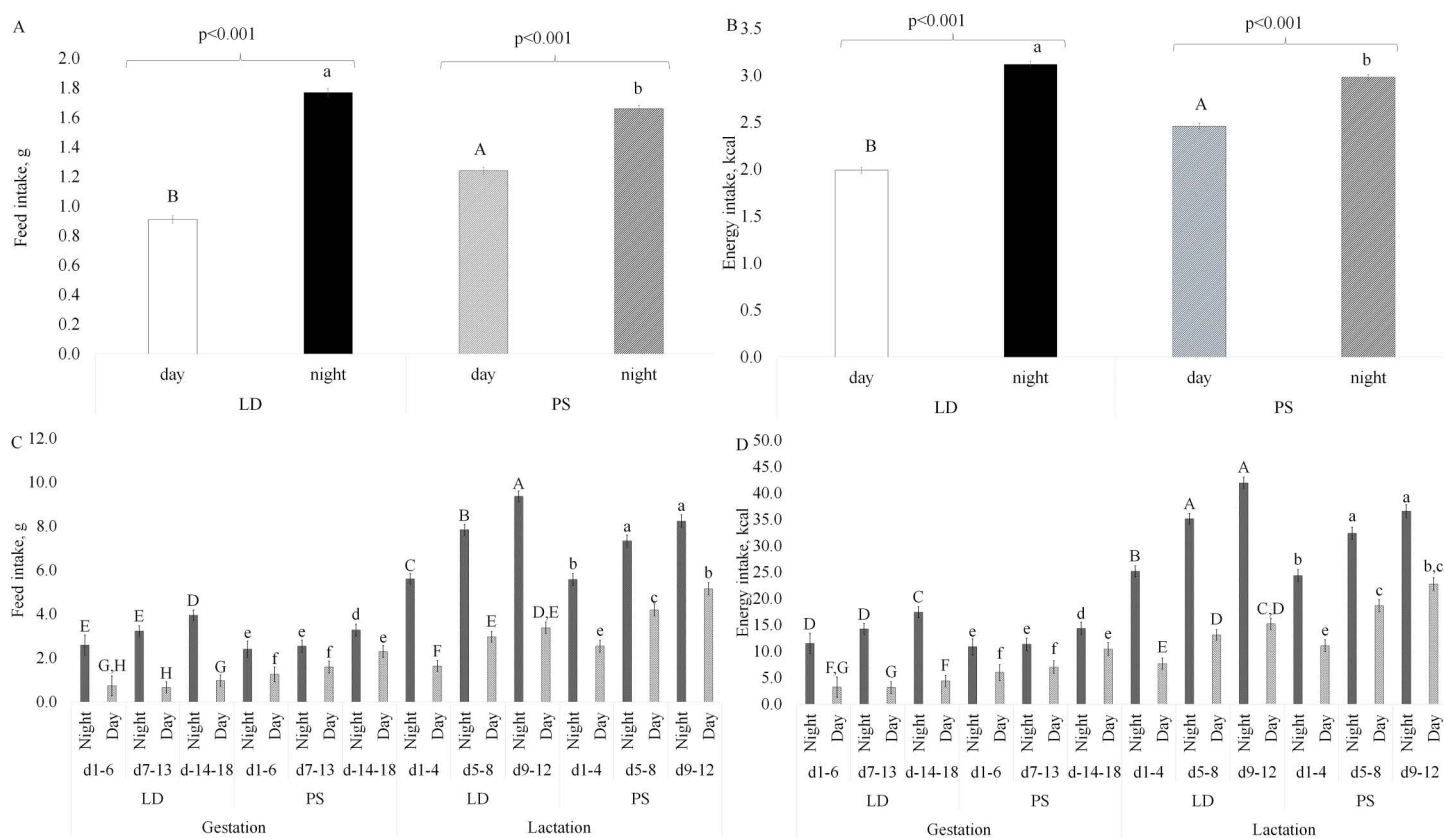 A
p<0.001
p<0.001
2.0
1.8
1.6
1.4
1.2
1.0
0.8
0.6
0.4
0.2
0.0
Feed intake, g
B
a
A
b
day
night
day
night
LD
PS
B
p<0.001
p<0.001
3.5
3.0
2.5
2.0
1.5
1.0
0.5
0.0
Energy intake, kcal
B
a
A
b
day
night
day
night
LD
PS
C
12.0
10.0
8.0
6.0
4.0
2.0
0.0
Feed intake, g
E
G,H
E
H
D
G
e
f
e
f
d
e
C
F
B
E
A
D,E
b
e
a
c
a
b
Night
Day
Night
Day
Night
Day
Night
Day
Night
Day
Night
Day
Night
Day
Night
Day
Night
Day
Night
Day
Night
Day
Night
Day
d1-6
d7-13
d-14-18
d1-6
d7-13
d-14-18
d1-4
d5-8
d9-12
d1-4
d5-8
d9-12
LD
PS
LD
PS
Gestation
Lactation
D
50.0
45.0
40.0
35.0
30.0
25.0
20.0
15.0
10.0
5.0
0.0
Energy intake, kcal
D
F,G
D
G
C
F
e
f
e
f
d
e
B
E
A
D
A
C,D
b
e
a
c
a
b,c
Night
Day
Night
Day
Night
Day
Night
Day
Night
Day
Night
Day
Night
Day
Night
Day
Night
Day
Night
Day
Night
Day
Night
Day
d1-6
d7-13
d-14-18
d1-6
d7-13
d-14-18
d1-4
d5-8
d9-12
d1-4
d5-8
d9-12
LD
PS
LD
PS
Gestation
Lactation